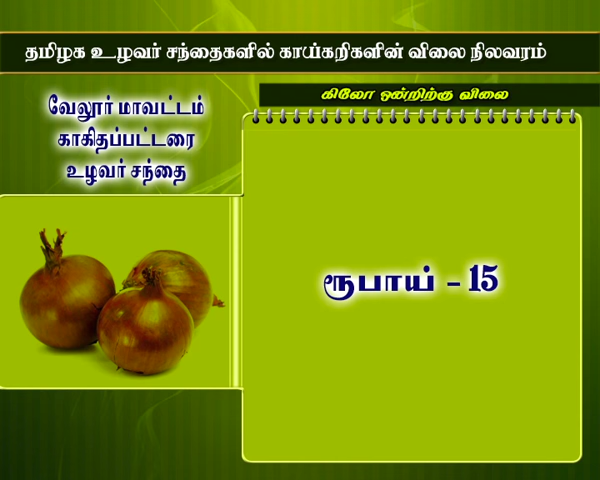 தமிழக உழவர் சந்தைகளில் காய்கறிகளின் விலை நிலவரம்
கிலோ ஒன்றிற்கு விலை
வேலூர் மாவட்டம்
காகிதப்பட்டரை
உழவர் சந்தை
ரூபாய் - 15